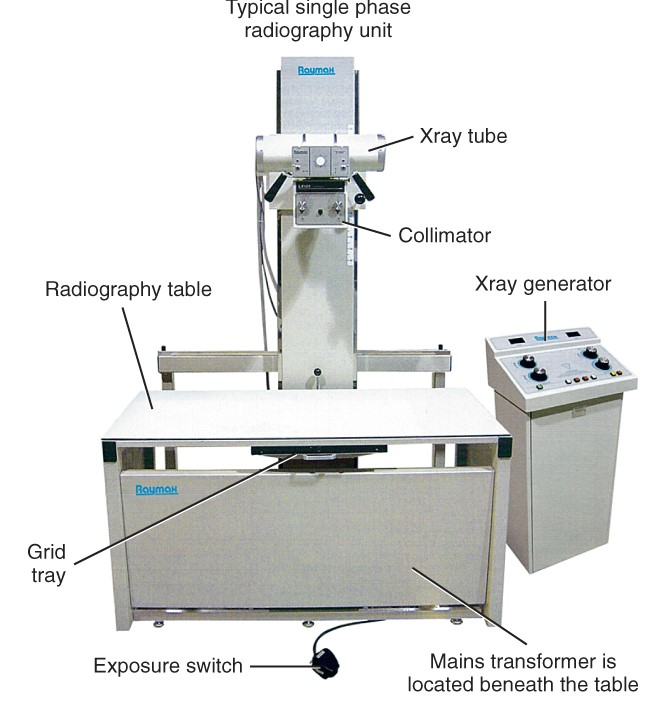 Typical single phase
radiography unit
Raymax
Xray tube
Collimator
Radiography table
Xray generator
Raymax
Grid
tray
Exposure switch
Mains transformer is
located beneath the table